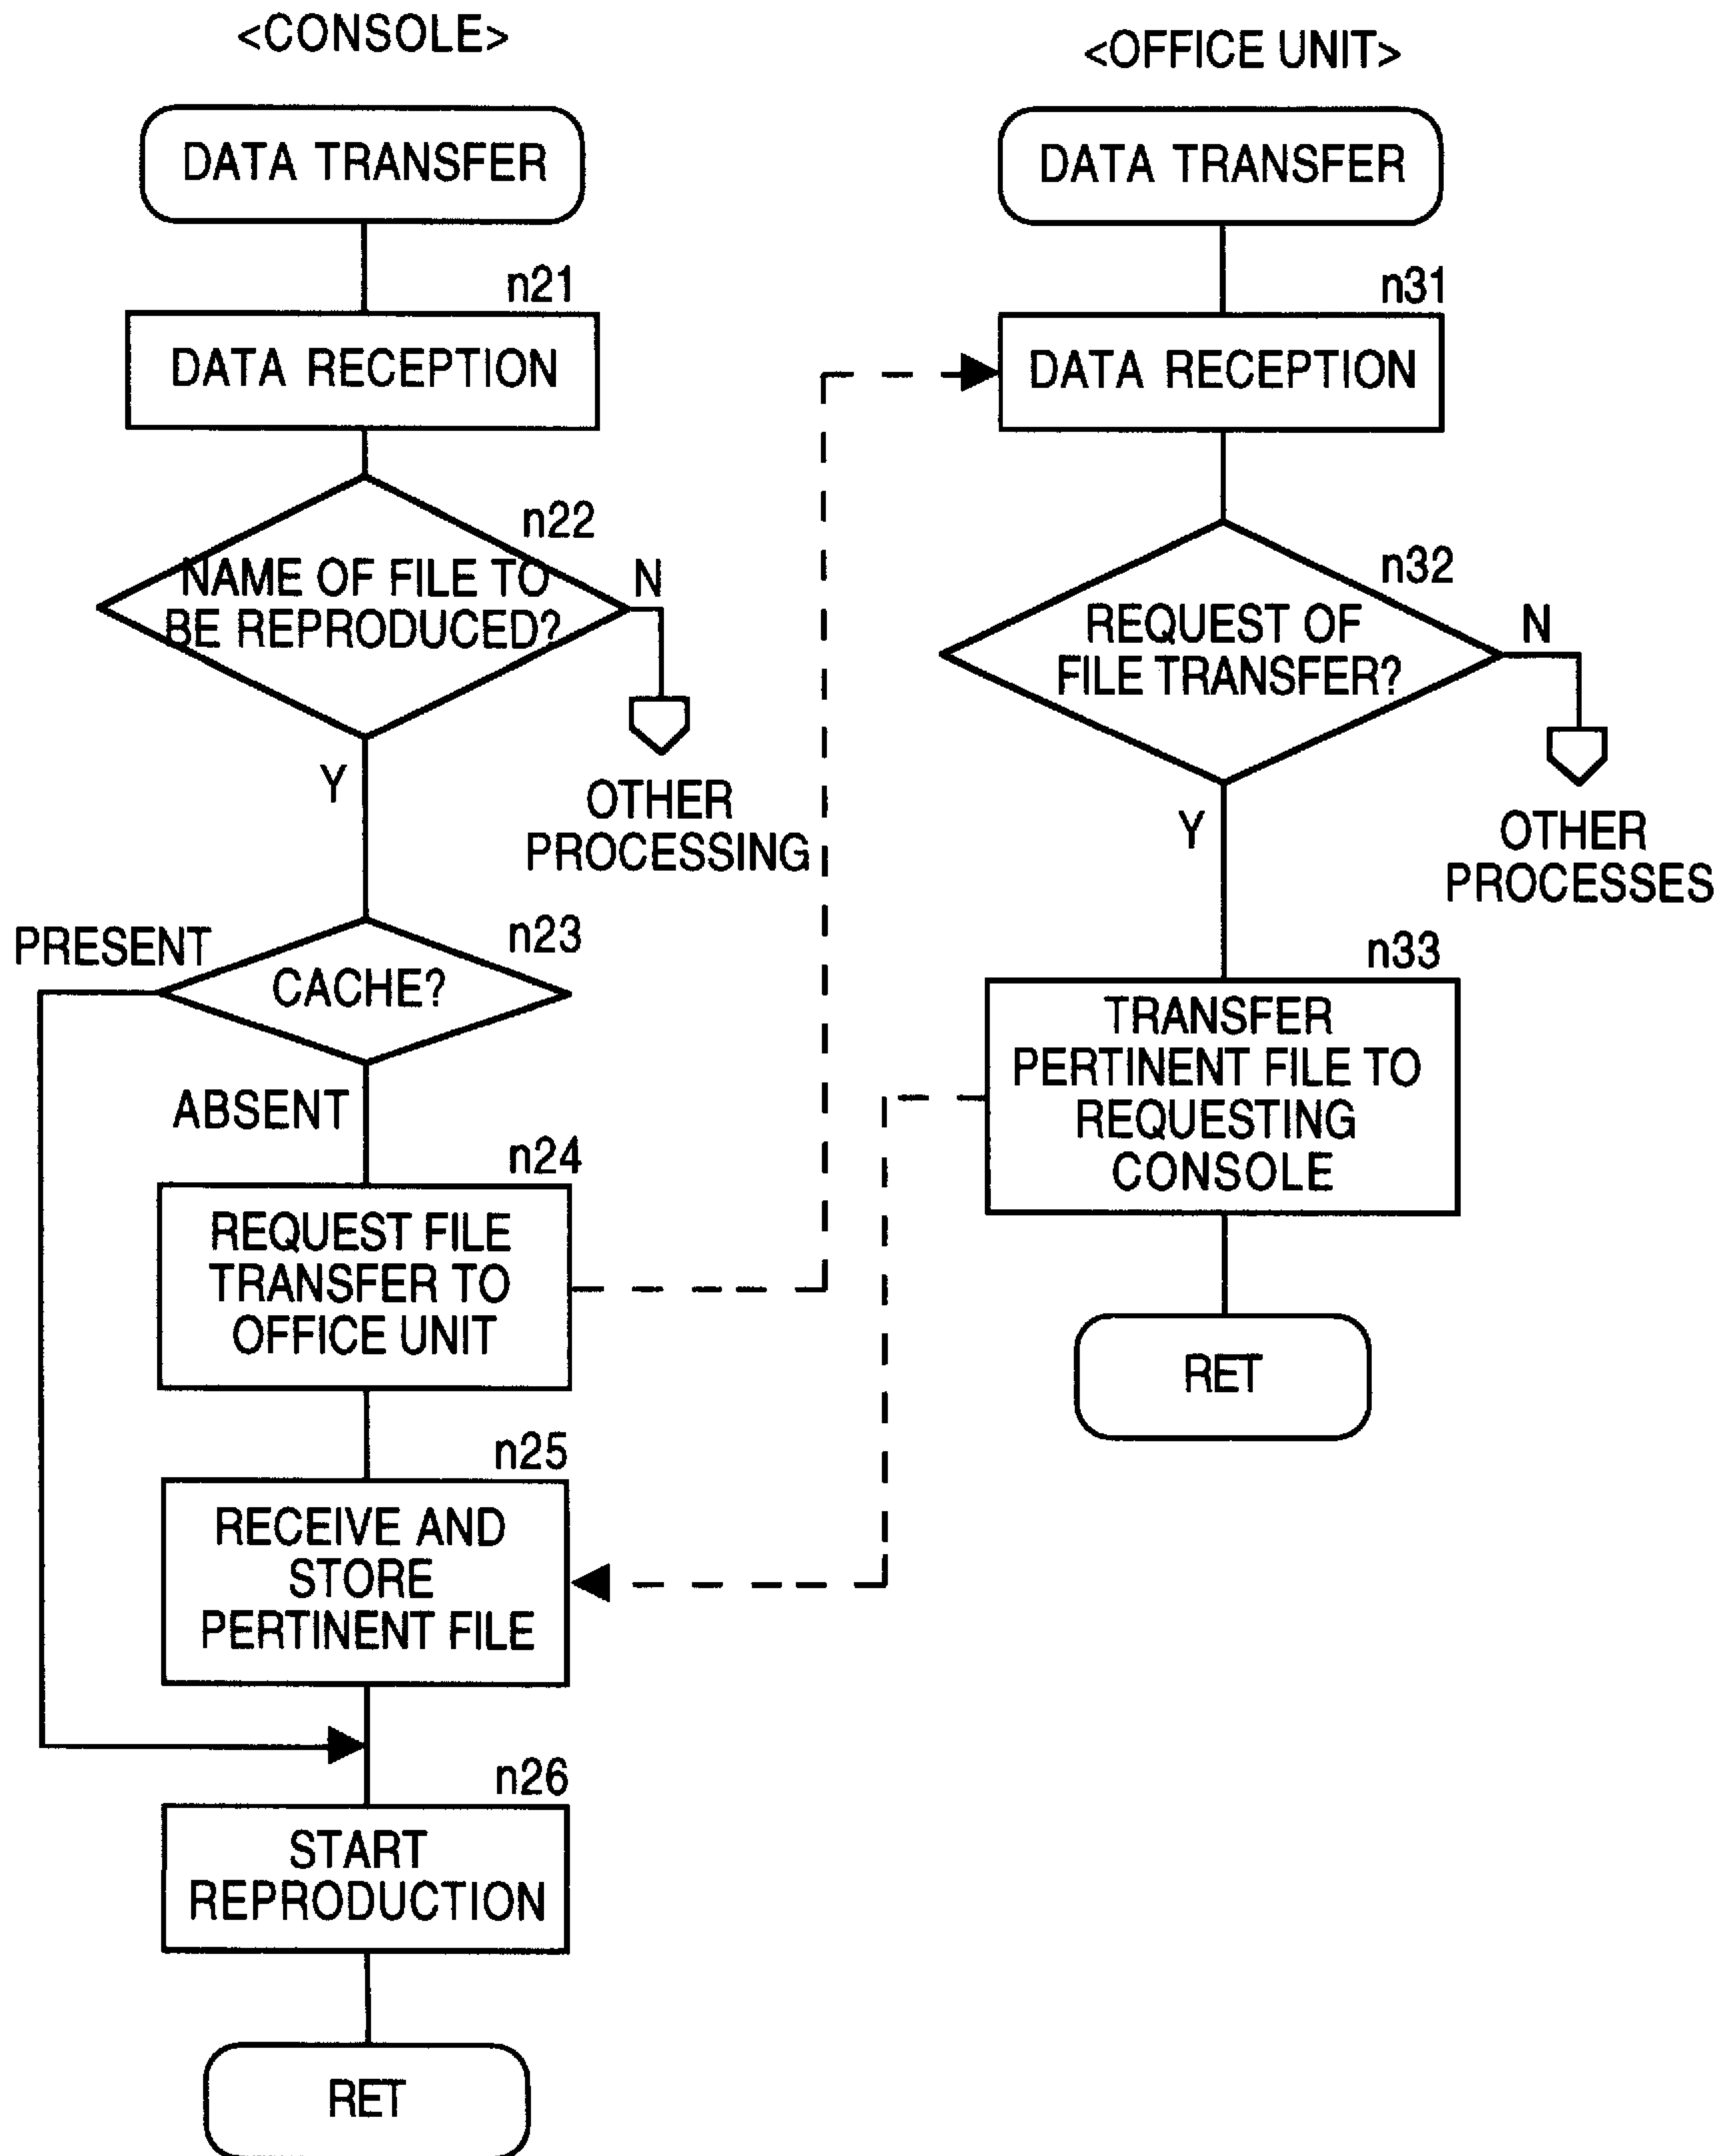 <CONSOLE>
DATA TRANSFER
n21
DATA RECEPTION
n22
NAME OF FILE TO
BE REPRODUCED?
N
OTHER
PROCESSING
Y
n23
PRESENT
CACHE?
ABSENT
n24
REQUEST FILE
TRANSFER TO
OFFICE UNIT
n25
RECEIVE AND
STORE
PERTINENT FILE
n26
START
REPRODUCTION
RET
<OFFICE UNIT>
DATA TRANSFER
n31
DATA RECEPTION
n32
REQUEST OF
FILE TRANSFER?
N
OTHER
PROCESSES
Y
n33
TRANSFER
PERTINENT FILE TO
REQUESTING
CONSOLE
RET